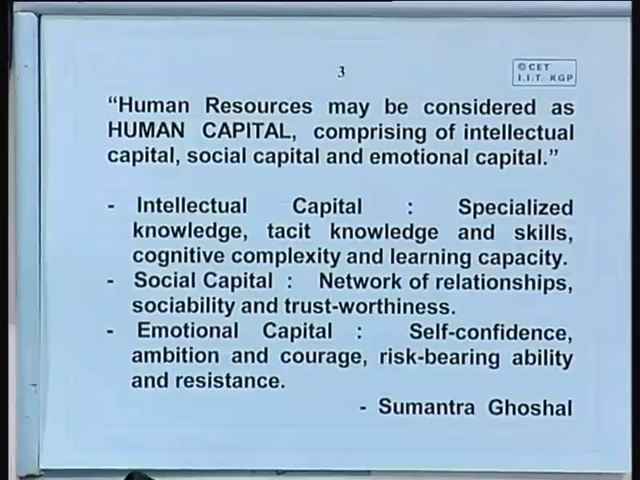 3
© CET
I.I.T. KGP
“Human Resources may be considered as
HUMAN CAPITAL, comprising of intellectual
capital, social capital and emotional capital.”
- Intellectual Capital : Specialized
knowledge, tacit knowledge and skills,
cognitive complexity and learning capacity.
- Social Capital : Network of relationships,
sociability and trust-worthiness.
- Emotional Capital : Self-confidence,
ambition and courage, risk-bearing ability
and resistance.
- Sumantra Ghoshal